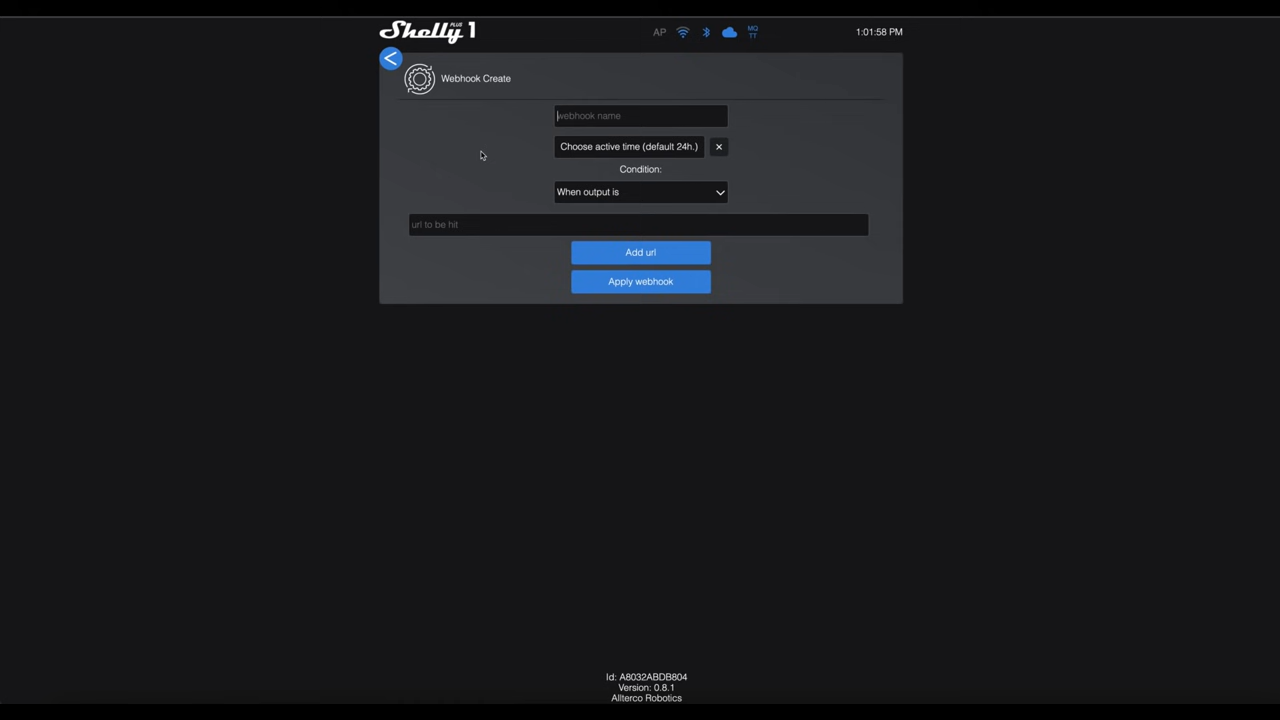 Shelly PLUS 1
AP
MQ
TT
1:01:58 PM
<
Webhook Create
webhook name
Choose active time (default 24h.)
×
Condition:
When output is
url to be hit
Add url
Apply webhook
Id: A8032ABDB804
Version: 0.8.1
Allterco Robotics